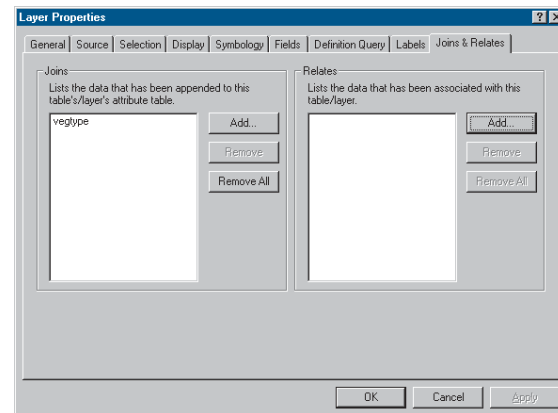 Layer Properties
General Source Selection Display Symbology Fields Definition Query Labels Joins & Relates
Joins
Lists the data that has been appended to this
table's/layer's attribute table.
vegtype
Add...
Remove
Remove All
Relates
Lists the data that has been associated with this
table/layer.
Add...
Remove
Remove All
OK Cancel Apply